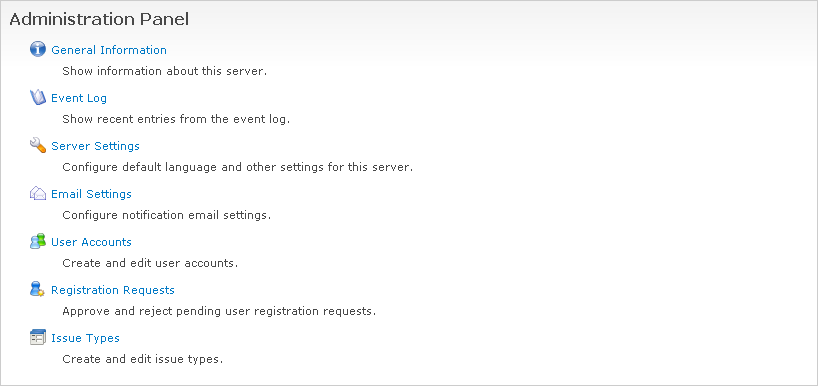 Administration Panel
General Information
Show information about this server.
Event Log
Show recent entries from the event log.
Server Settings
Configure default language and other settings for this server.
Email Settings
Configure notification email settings.
User Accounts
Create and edit user accounts.
Registration Requests
Approve and reject pending user registration requests.
Issue Types
Create and edit issue types.